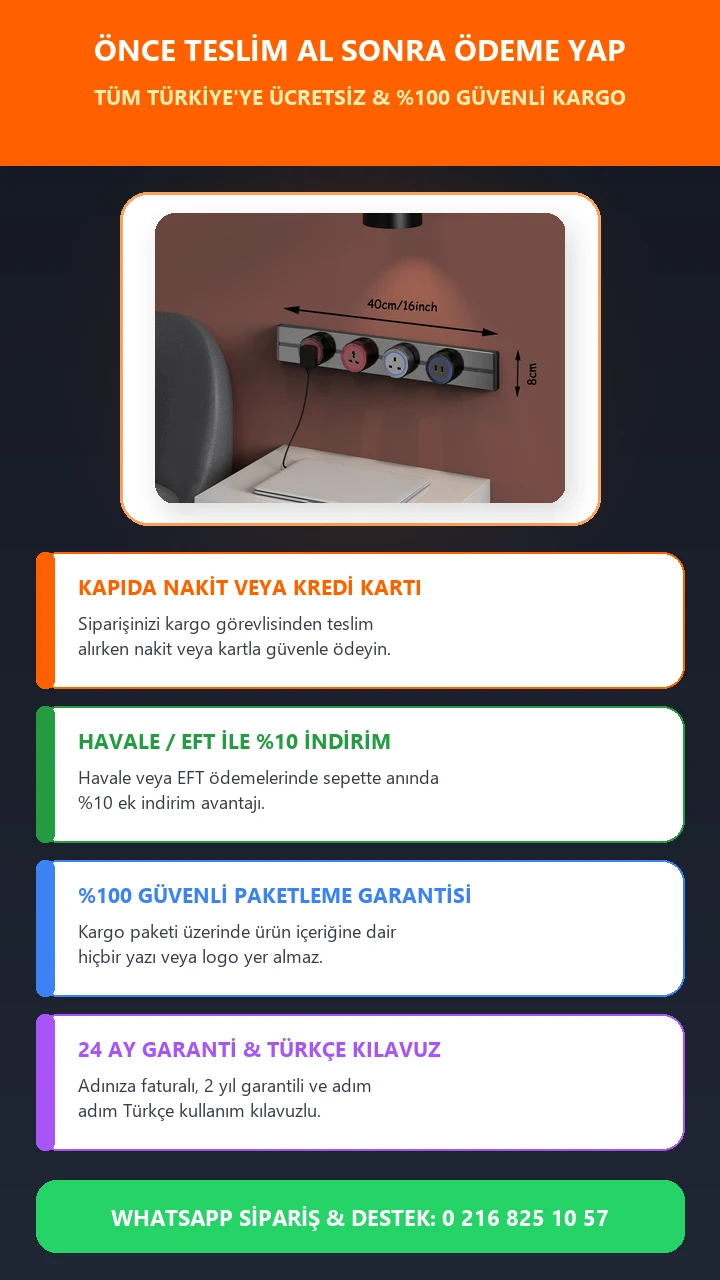 ÖNCE TESLİM AL SONRA ÖDEME YAP
TÜM TÜRKİYE'YE ÜCRETSİZ & %100 GÜVENLİ KARGO
40cm/16inch
8cm
KAPIDA NAKİT VEYA KREDİ KARTI
Siparişinizi kargo görevlisinden teslim
alırken nakit veya kartla güvenle ödeyin.
HAVALE / EFT İLE %10 İNDİRİM
Havale veya EFT ödemelerinde sepette anında
%10 ek indirim avantajı.
%100 GÜVENLİ PAKETLEME GARANTİSİ
Kargo paketi üzerinde ürün içeriğine dair
hiçbir yazı veya logo yer almaz.
24 AY GARANTİ & TÜRKÇE KILAVUZ
Adınıza faturalı, 2 yıl garantili ve adım
adım Türkçe kullanım kılavuzlu.
WHATSAPP SİPARİŞ & DESTEK: 0 216 825 10 57